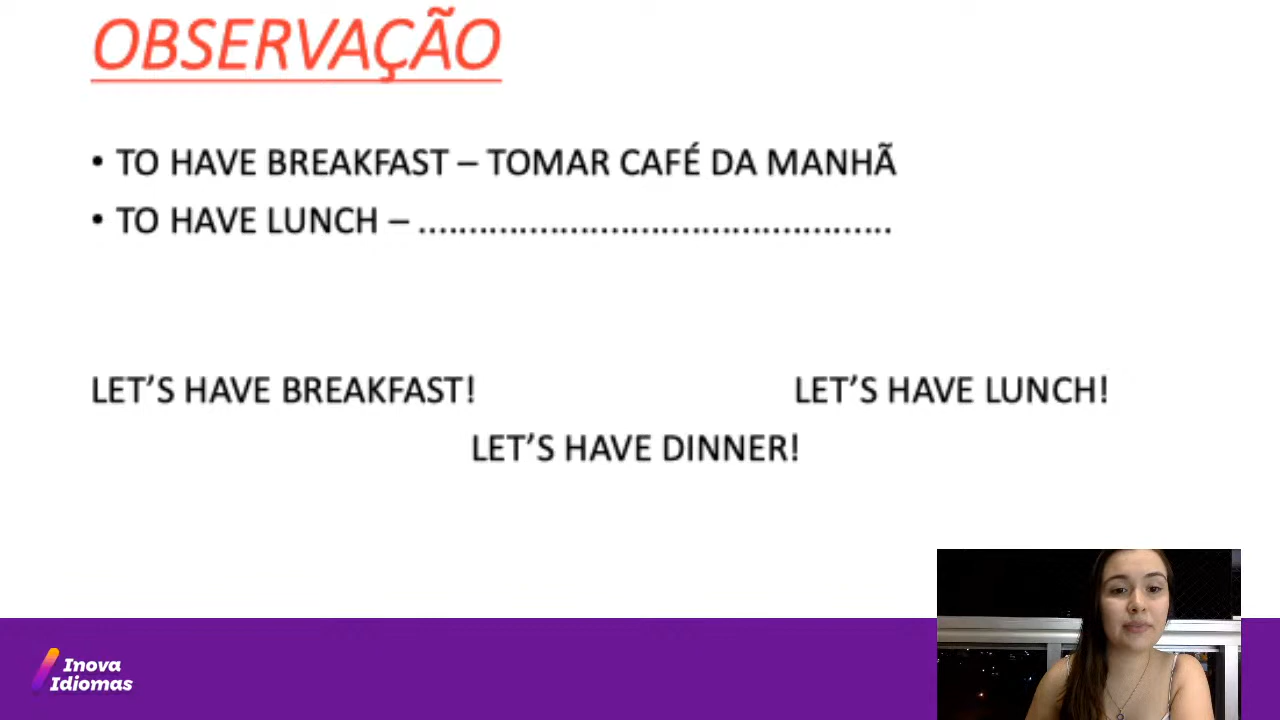 OBSERVAÇÃO
• TO HAVE BREAKFAST – TOMAR CAFÉ DA MANHÃ
• TO HAVE LUNCH – ...............................................
LET'S HAVE BREAKFAST! LET'S HAVE LUNCH!
LET'S HAVE DINNER!
Inova
Idiomas